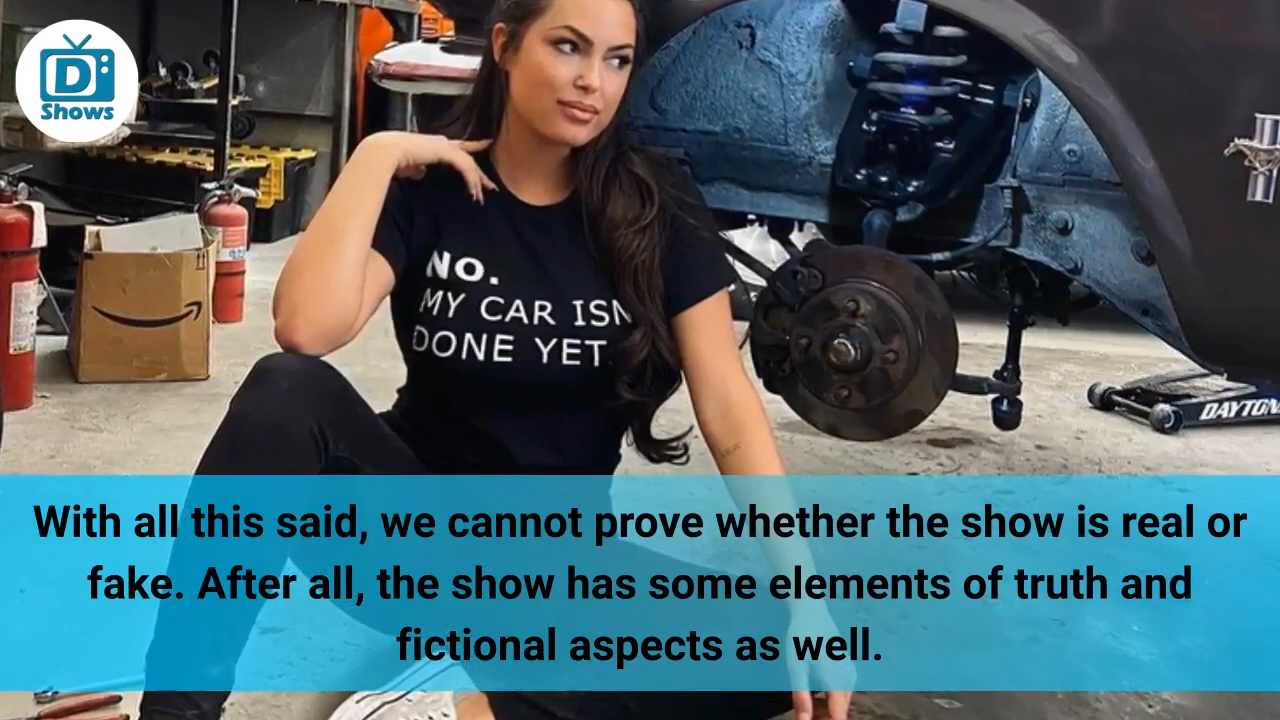 D
Shows
NO.
MY CAR ISN
DONE YET.
DAYTON
With all this said, we cannot prove whether the show is real or
fake. After all, the show has some elements of truth and
fictional aspects as well.